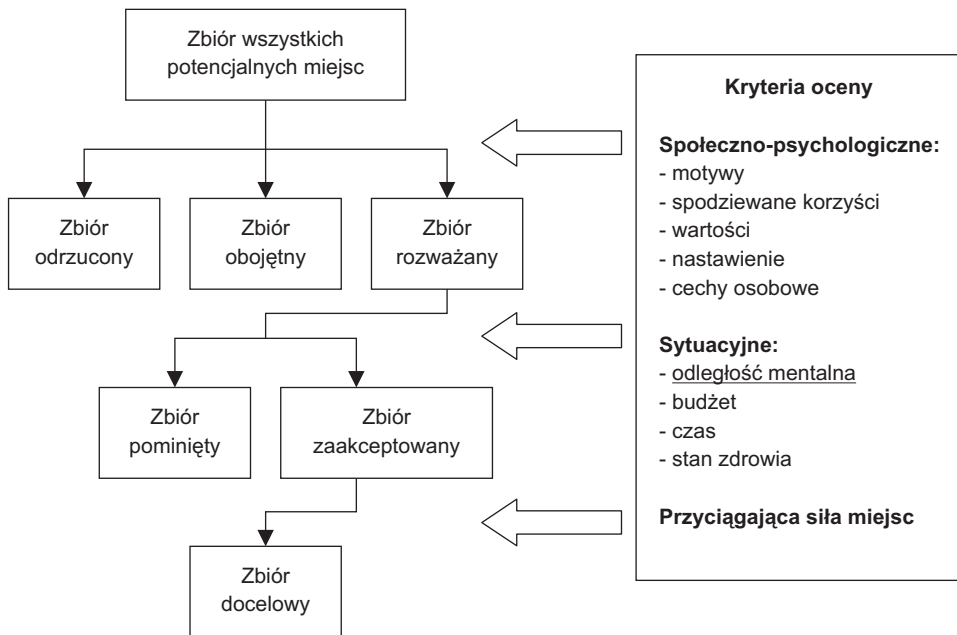 Zbiór wszystkich
potencjalnych miejsc
Zbiór
odrzucony
Zbiór
obojętny
Zbiór
rozważany
Zbiór
pominięty
Zbiór
zaakceptowany
Zbiór
docelowy
Kryteria oceny
Społeczno-psychologiczne:
- motywy
- spodziewane korzyści
- wartości
- nastawienie
- cechy osobowe
Sytuacyjne:
- odległość mentalna
- budżet
- czas
- stan zdrowia
Przyciągająca siła miejsc